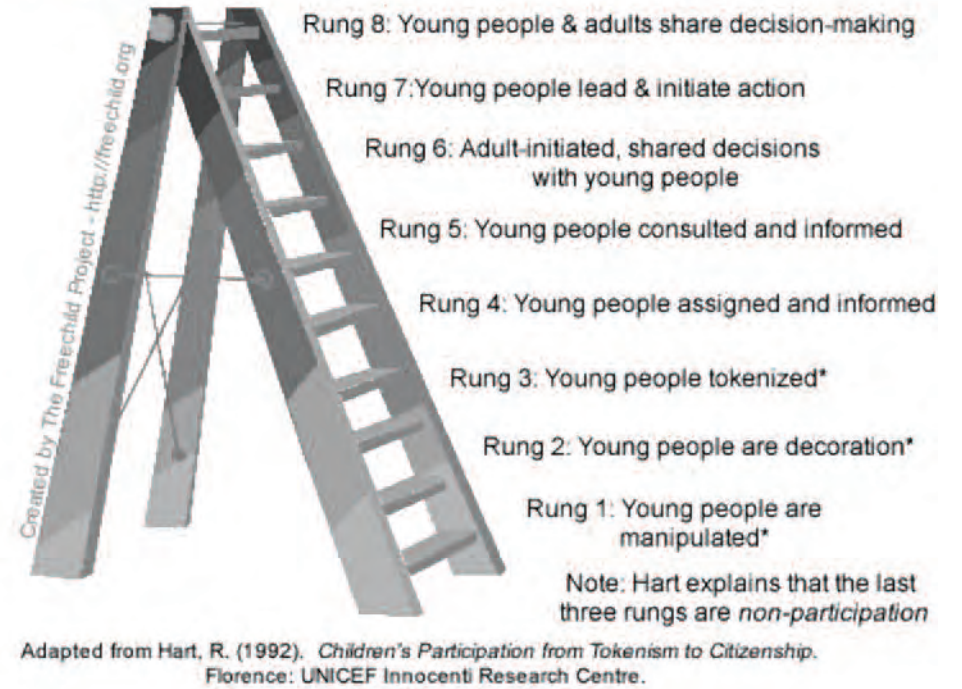 Rung 8: Young people & adults share decision-making
Rung 7:Young people lead & initiate action
Rung 6: Adult-initiated, shared decisions
with young people
Rung 5: Young people consulted and informed
Rung 4: Young people assigned and informed
Rung 3: Young people tokenized*
Rung 2: Young people are decoration*
Rung 1: Young people are
manipulated*
Note: Hart explains that the last
three rungs are non-participation
Created by The Freechild Project - http://freechild.org
Adapted from Hart, R. (1992). Children's Participation from Tokenism to Citizenship.
Florence: UNICEF Innocenti Research Centre.